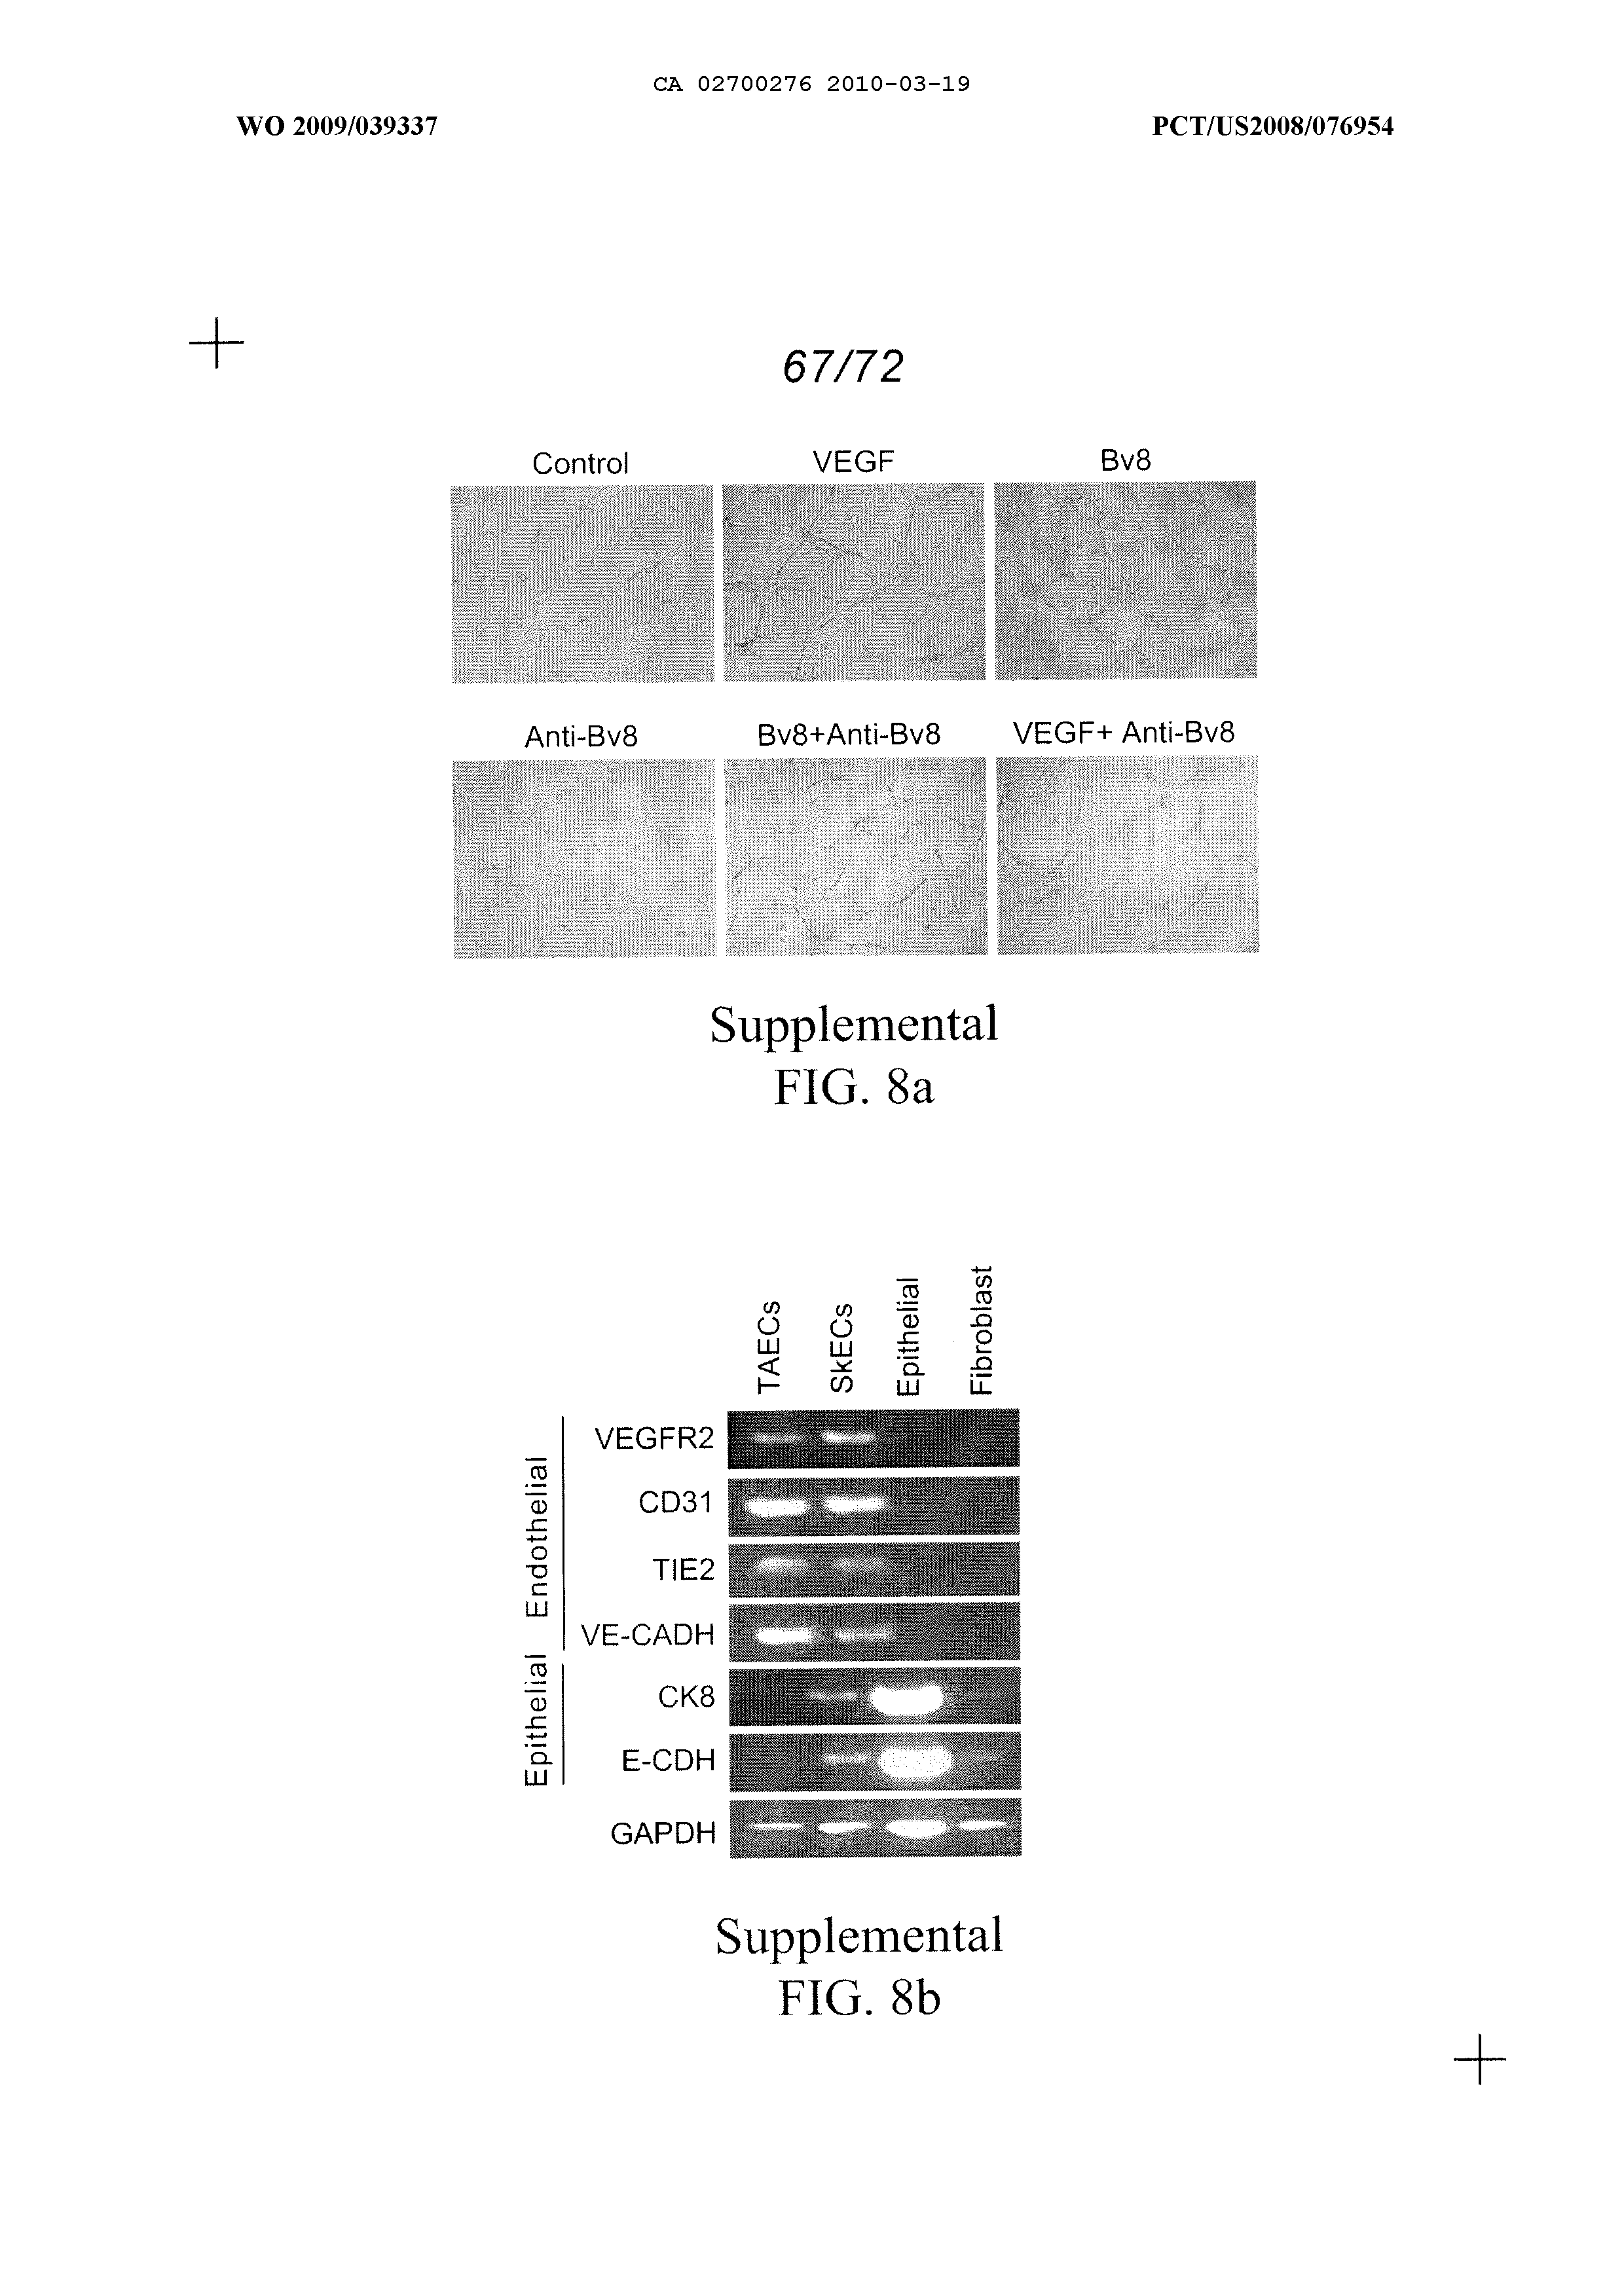 CA 02700276 2010-03-19
WO 2009/039337 PCT/US2008/076954
67/72
Control VEGF Bv8
Anti-Bv8 Bv8+Anti-Bv8 VEGF+ Anti-Bv8
Supplemental
FIG. 8a
TAECs SkECs Epithelial Fibroblast
Endothelial
VEGFR2
CD31
TIE2
VE-CADH
Epithelial
CK8
E-CDH
GAPDH
Supplemental
FIG. 8b